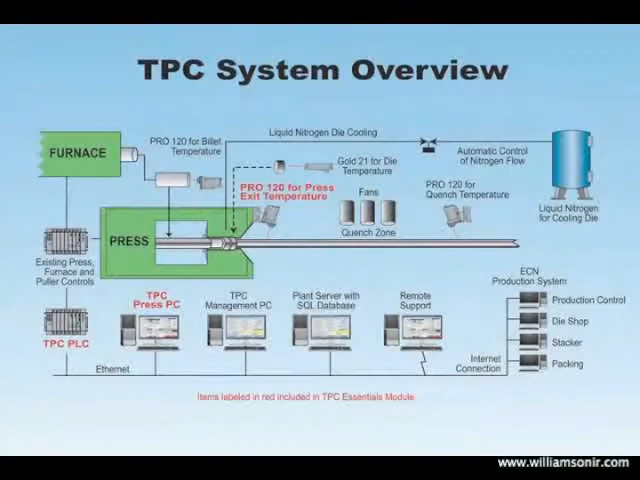 TPC System Overview
FURNACE
PRO 120 for Billet
Temperature
Liquid Nitrogen Die Cooling
Gold 21 for Die
Temperature
Automatic Control
of Nitrogen Flow
PRO 120 for Press
Exit Temperature
Fans
PRO 120 for
Quench Temperature
Liquid Nitrogen
for Cooling Die
PRESS
Quench Zone
Existing Press,
Furnace and
Puller Controls
ECN
Production System
TPC
Press PC
TPC
Management PC
Plant Server with
SQL Database
Remote
Support
Production Control
Die Shop
Stacker
Packing
TPC PLC
Ethernet
Internet
Connection
Items labeled in red included in TPC Essentials Module
www.williamsonir.com